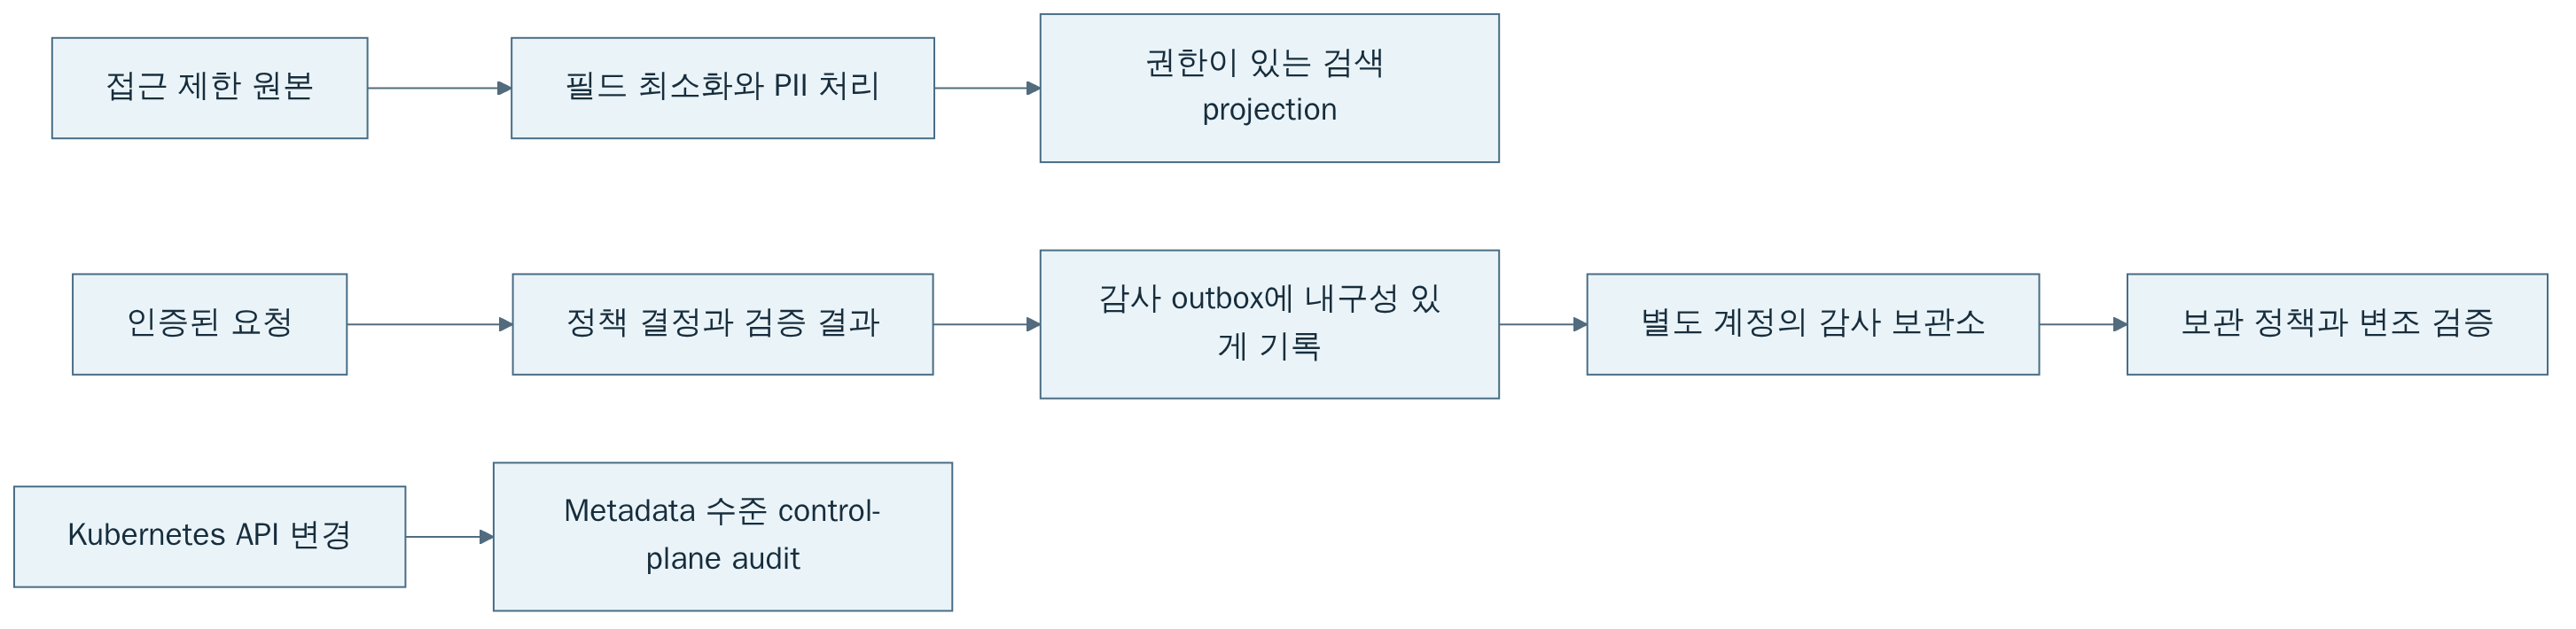 접근 제한 원본
필드 최소화와 PII 처리
권한이 있는 검색
projection
인증된 요청
정책 결정과 검증 결과
감사 outbox에 내구성 있
게 기록
별도 계정의 감사 보관소
보관 정책과 변조 검증
Kubernetes API 변경
Metadata 수준 control-
plane audit